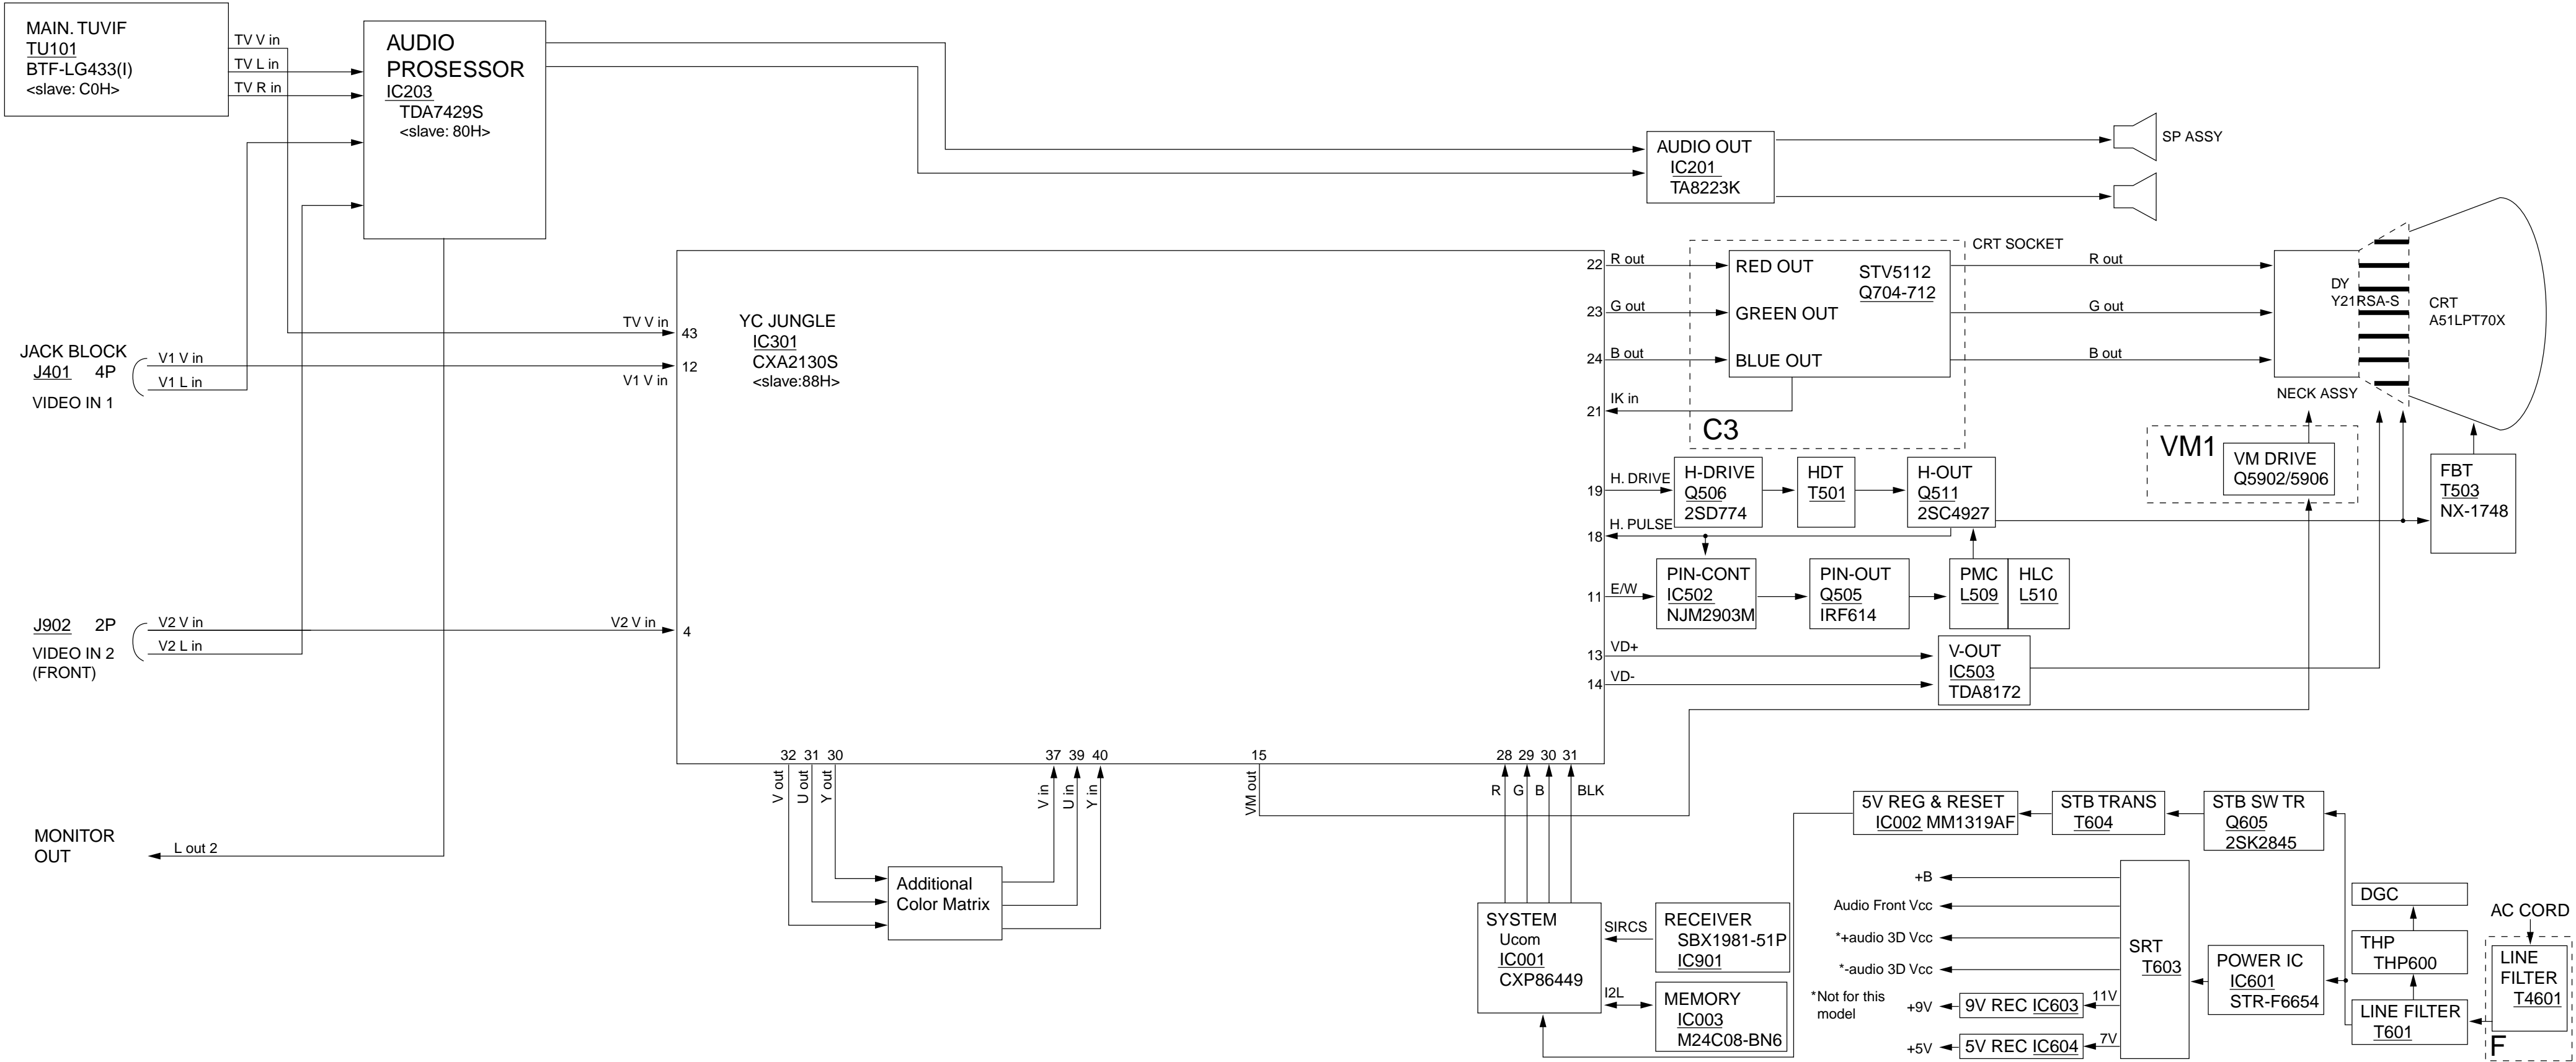 MAIN. TUVIF
TU101
BTF-LG433(I)
<slave: C0H>
TV V in
TV L in
TV R in
AUDIO
PROSESSOR
IC203
TDA7429S
<slave: 80H>
AUDIO OUT
IC201
TA8223K
SP ASSY
JACK BLOCK
J401 4P
VIDEO IN 1
V1 V in
V1 L in
TV V in
43
12
V1 V in
YC JUNGLE
IC301
CXA2130S
<slave:88H>
J902 2P
VIDEO IN 2
(FRONT)
V2 V in
V2 L in
V2 V in
4
MONITOR
OUT
L out 2
22 R out
23 G out
24 B out
21 IK in
19 H. DRIVE
18 H. PULSE
11 E/W
13 VD+
14 VD-
CRT SOCKET
RED OUT
GREEN OUT
BLUE OUT
STV5112
Q704-712
C3
R out
G out
B out
DY
Y21RSA-S
CRT
A51LPT70X
NECK ASSY
VM1
VM DRIVE
Q5902/5906
FBT
T503
NX-1748
H-DRIVE
Q506
2SD774
HDT
T501
H-OUT
Q511
2SC4927
PIN-CONT
IC502
NJM2903M
PIN-OUT
Q505
IRF614
PMC
L509
HLC
L510
V-OUT
IC503
TDA8172
32 31 30
V out
U out
Y out
37 39 40
V in
U in
Y in
15
VM out
28 29 30 31
R G B BLK
Additional
Color Matrix
SYSTEM
Ucom
IC001
CXP86449
SIRCS
RECEIVER
SBX1981-51P
IC901
I2L
MEMORY
IC003
M24C08-BN6
5V REG & RESET
IC002 MM1319AF
STB TRANS
T604
STB SW TR
Q605
2SK2845
+B
Audio Front Vcc
*+audio 3D Vcc
*-audio 3D Vcc
*Not for this
model
+9V
9V REC IC603
11V
+5V
5V REC IC604
7V
SRT
T603
POWER IC
IC601
STR-F6654
DGC
THP
THP600
LINE FILTER
T601
AC CORD
LINE
FILTER
T4601
F